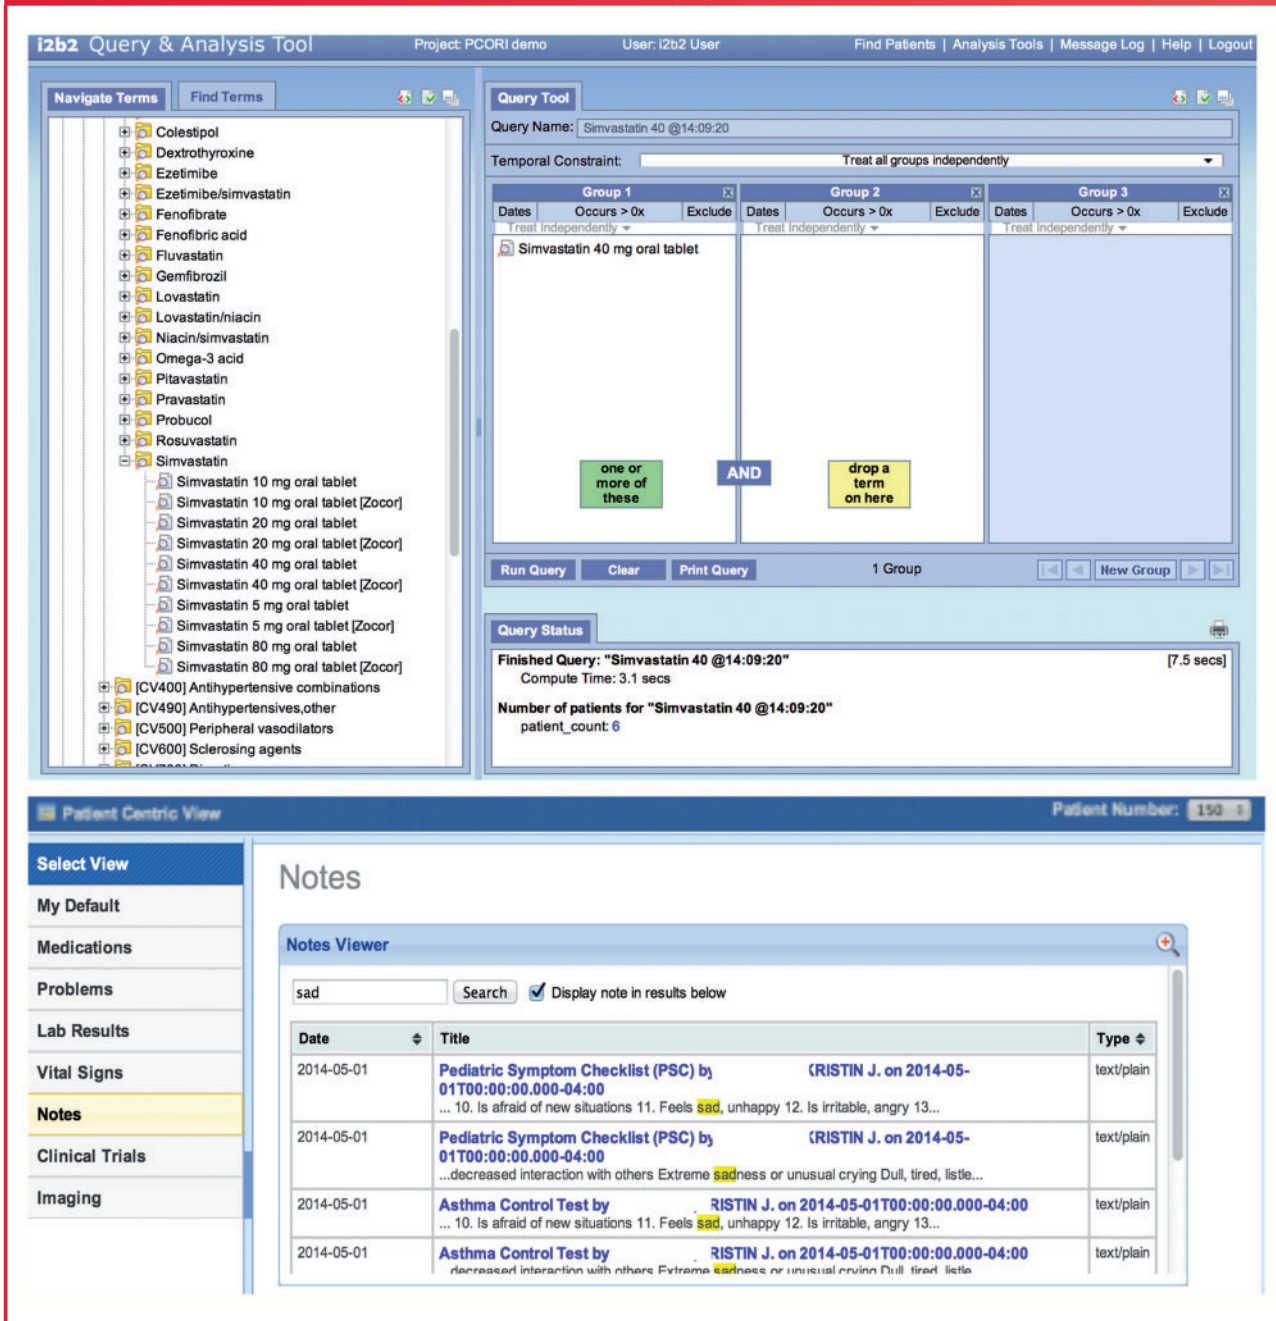 i2b2 Query & Analysis Tool
Project: PCORI demo
User: i2b2 User
Find Patients | Analysis Tools | Message Log | Help | Logout
Navigate Terms
Find Terms
Colestipol
Dextrothyroxine
Ezetimibe
Ezetimibe/simvastatin
Fenofibrate
Fenofibric acid
Fluvastatin
Gemfibrozil
Lovastatin
Lovastatin/niacin
Niacin/simvastatin
Omega-3 acid
Pitavastatin
Pravastatin
Probucol
Rosuvastatin
Simvastatin
Simvastatin 10 mg oral tablet
Simvastatin 10 mg oral tablet [Zocor]
Simvastatin 20 mg oral tablet
Simvastatin 20 mg oral tablet [Zocor]
Simvastatin 40 mg oral tablet
Simvastatin 40 mg oral tablet [Zocor]
Simvastatin 5 mg oral tablet
Simvastatin 5 mg oral tablet [Zocor]
Simvastatin 80 mg oral tablet
Simvastatin 80 mg oral tablet [Zocor]
[CV400] Antihypertensive combinations
[CV490] Antihypertensives,other
[CV500] Peripheral vasodilators
[CV600] Sclerosing agents
Query Tool
Query Name: Simvastatin 40 @14:09:20
Temporal Constraint: Treat all groups independently
Group 1
Group 2
Group 3
Dates Occurs > 0x Exclude
Dates Occurs > 0x Exclude
Dates Occurs > 0x Exclude
Treat Independently
Treat Independently
Treat Independently
Simvastatin 40 mg oral tablet
one or
more of
these
AND
drop a
term
on here
Run Query
Clear
Print Query
1 Group
New Group
Query Status
Finished Query: "Simvastatin 40 @14:09:20" [7.5 secs]
Compute Time: 3.1 secs
Number of patients for "Simvastatin 40 @14:09:20"
patient_count: 6
Patient Centric View
Patient Number: 150
Select View
My Default
Medications
Problems
Lab Results
Vital Signs
Notes
Clinical Trials
Imaging
Notes
Notes Viewer
sad
Search
Display note in results below
Date Title Type
2014-05-01 Pediatric Symptom Checklist (PSC) by RISTIN J. on 2014-05- text/plain
01T00:00:00.000-04:00
... 10. Is afraid of new situations 11. Feels sad, unhappy 12. Is irritable, angry 13...
2014-05-01 Pediatric Symptom Checklist (PSC) by RISTIN J. on 2014-05- text/plain
01T00:00:00.000-04:00
...decreased interaction with others Extreme sadness or unusual crying Dull, tired, listle...
2014-05-01 Asthma Control Test by RISTIN J. on 2014-05-01T00:00:00.000-04:00 text/plain
... 10. Is afraid of new situations 11. Feels sad, unhappy 12. Is irritable, angry 13...
2014-05-01 Asthma Control Test by RISTIN J. on 2014-05-01T00:00:00.000-04:00 text/plain
decreased interaction with others Extreme sadness or unusual crying Dull, tired, listle